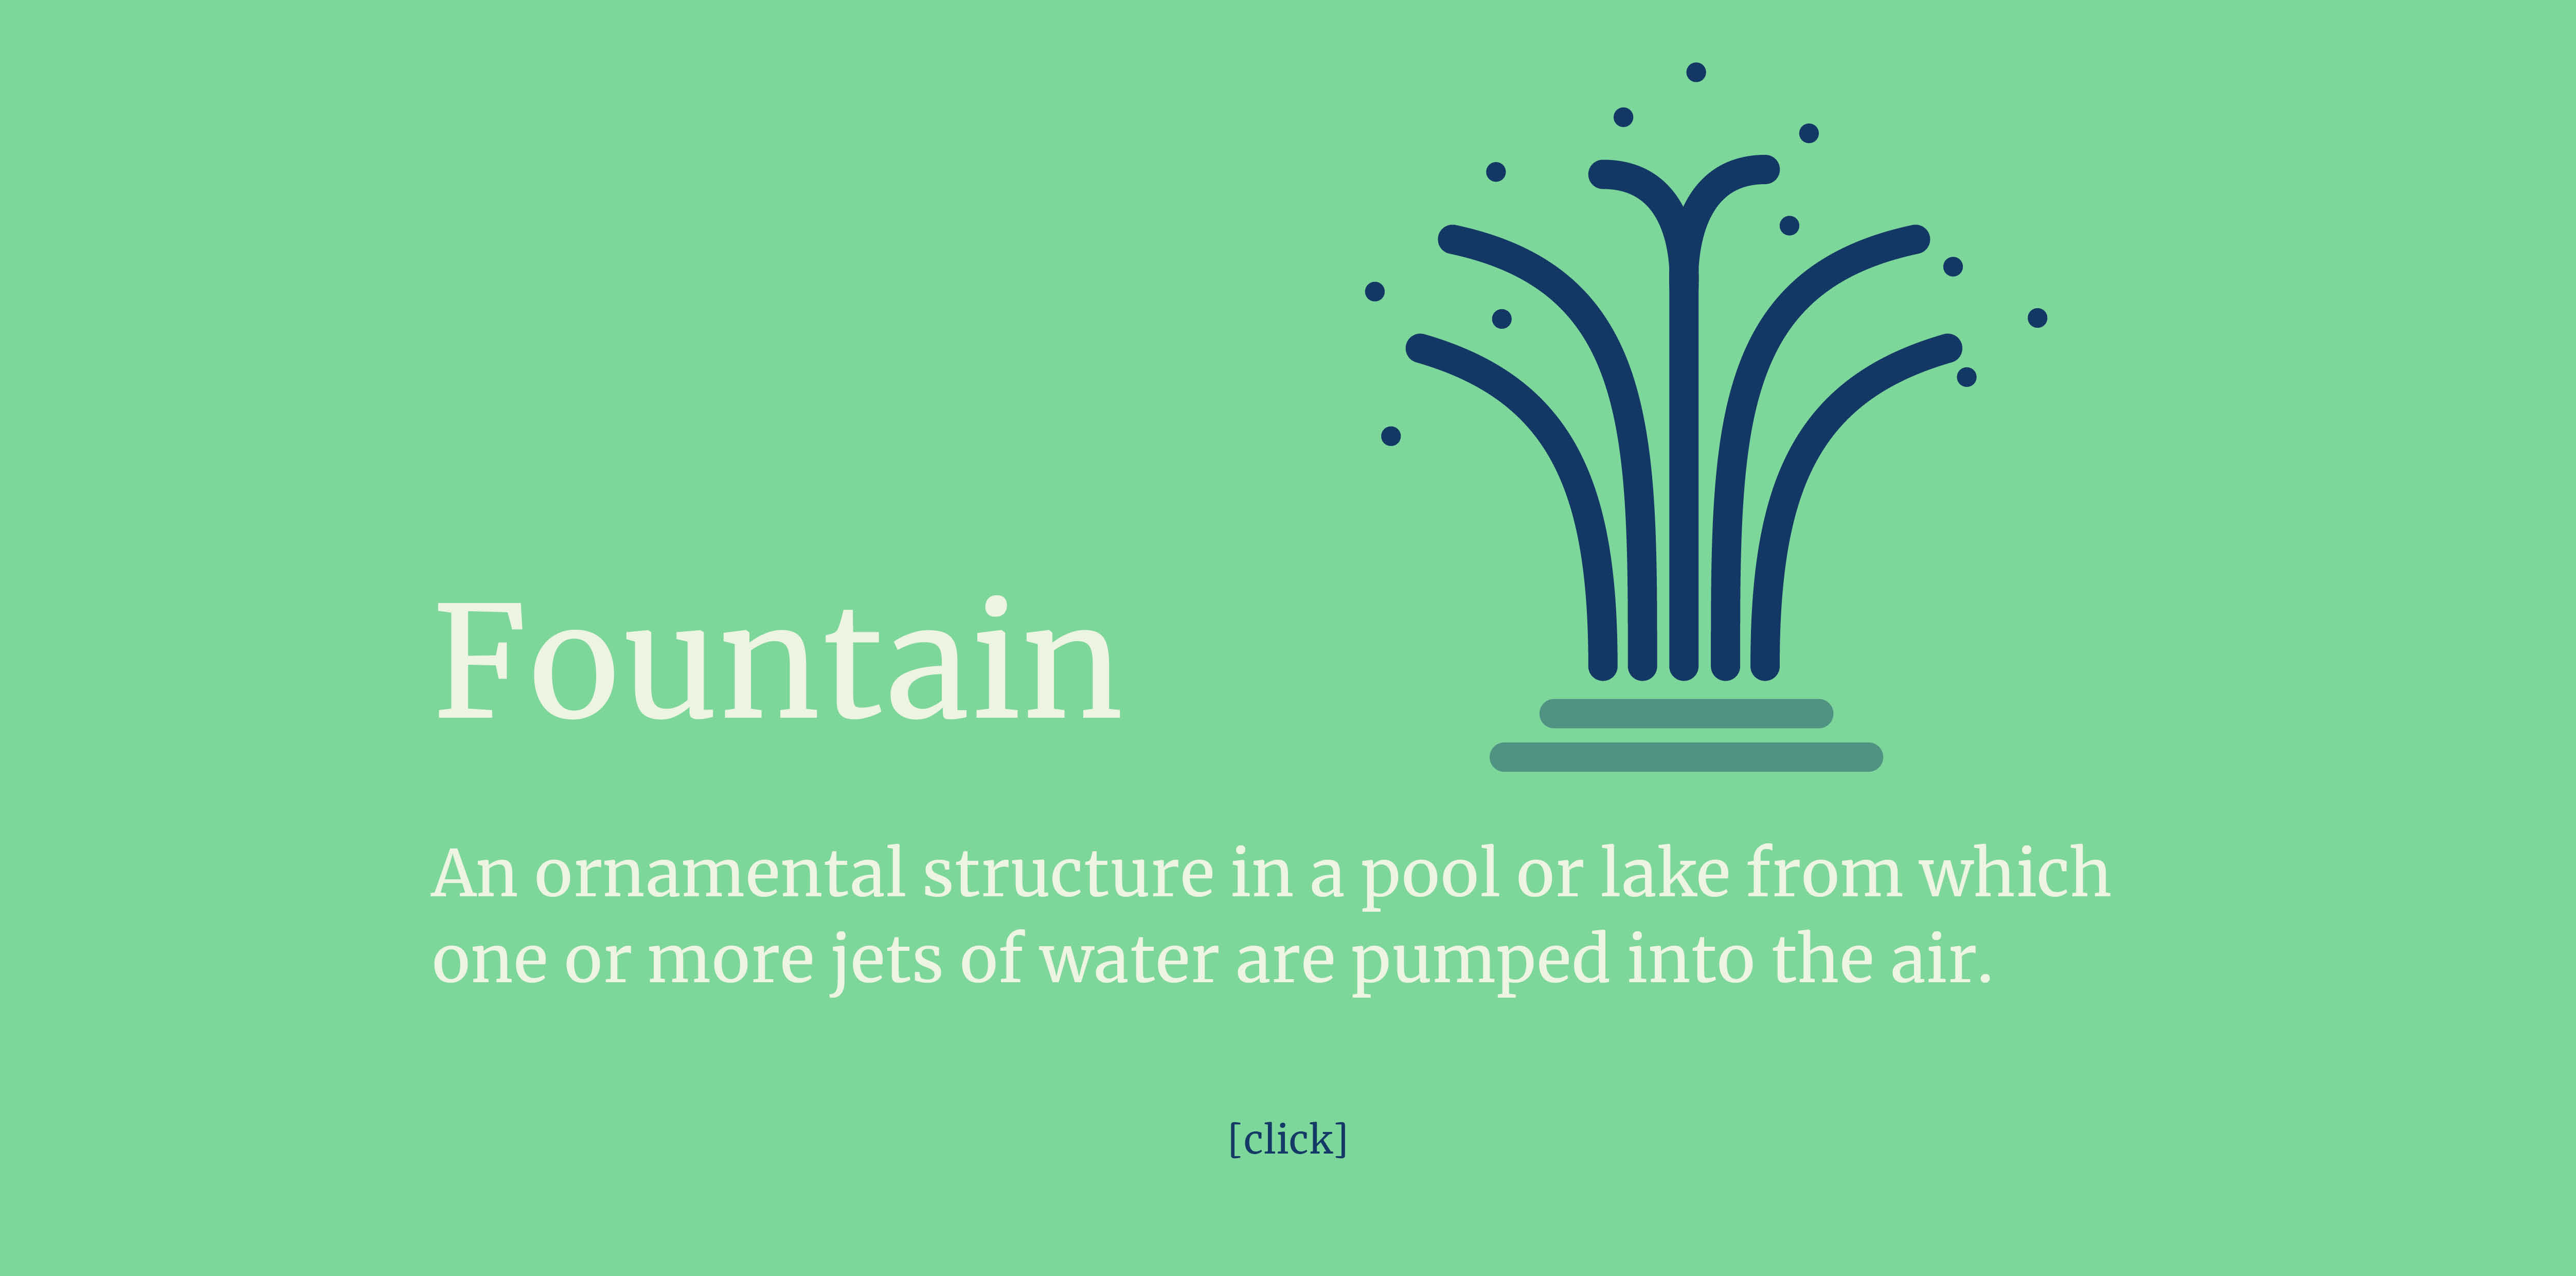 Fountain
An ornamental structure in a pool or lake from which
one or more jets of water are pumped into the air.
[click]